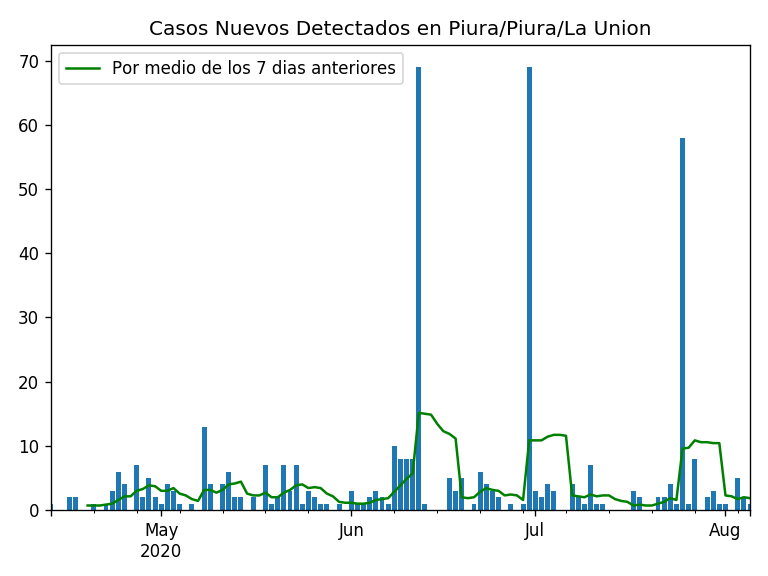 Casos Nuevos Detectados en Piura/Piura/La Union
Por medio de los 7 dias anteriores
70
60
50
40
30
20
10
0
May
2020
Jun
Jul
Aug